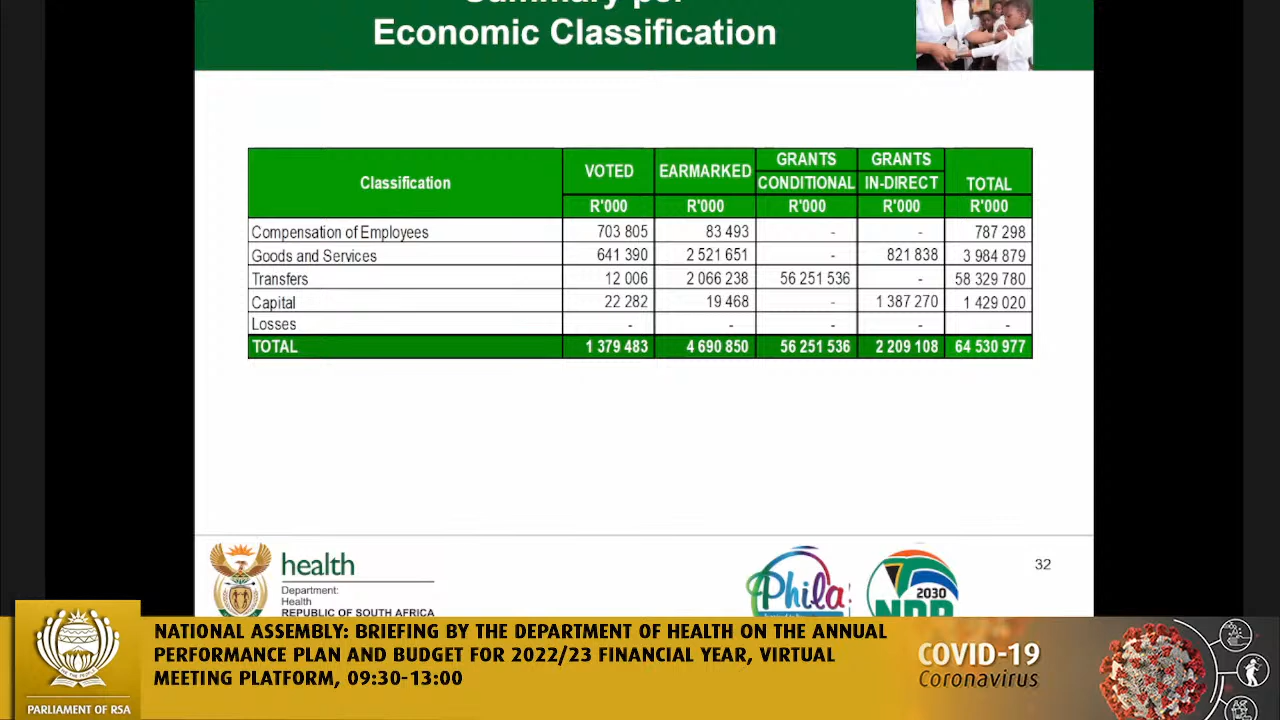 Summary per
Economic Classification
Classification VOTED EARMARKED GRANTS GRANTS TOTAL
CONDITIONAL IN-DIRECT
R'000 R'000 R'000 R'000 R'000
Compensation of Employees 703 805 83 493 - - 787 298
Goods and Services 641 390 2 521 651 - 821 838 3 984 879
Transfers 12 006 2 066 238 56 251 536 - 58 329 780
Capital 22 282 19 468 - 1 387 270 1 429 020
Losses - - - - -
TOTAL 1 379 483 4 690 850 56 251 536 2 209 108 64 530 977
health
Department:
Health
REPUBLIC OF SOUTH AFRICA
Phila
2030
NDP
32
NATIONAL ASSEMBLY: BRIEFING BY THE DEPARTMENT OF HEALTH ON THE ANNUAL
PERFORMANCE PLAN AND BUDGET FOR 2022/23 FINANCIAL YEAR, VIRTUAL
MEETING PLATFORM, 09:30-13:00
PARLIAMENT OF RSA
COVID-19
Coronavirus